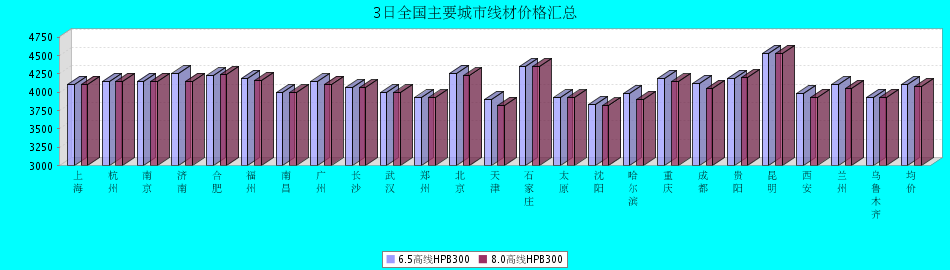 3日全国主要城市线材价格汇总
4750
4500
4250
4000
3750
3500
3250
3000
上海 杭州 南京 济南 合肥 福州 南昌 广州 长沙 武汉 郑州 北京 天津 石家庄 太原 沈阳 哈尔滨 重庆 成都 贵阳 昆明 西安 兰州 乌鲁木齐 均价
6.5高线HPB300 8.0高线HPB300